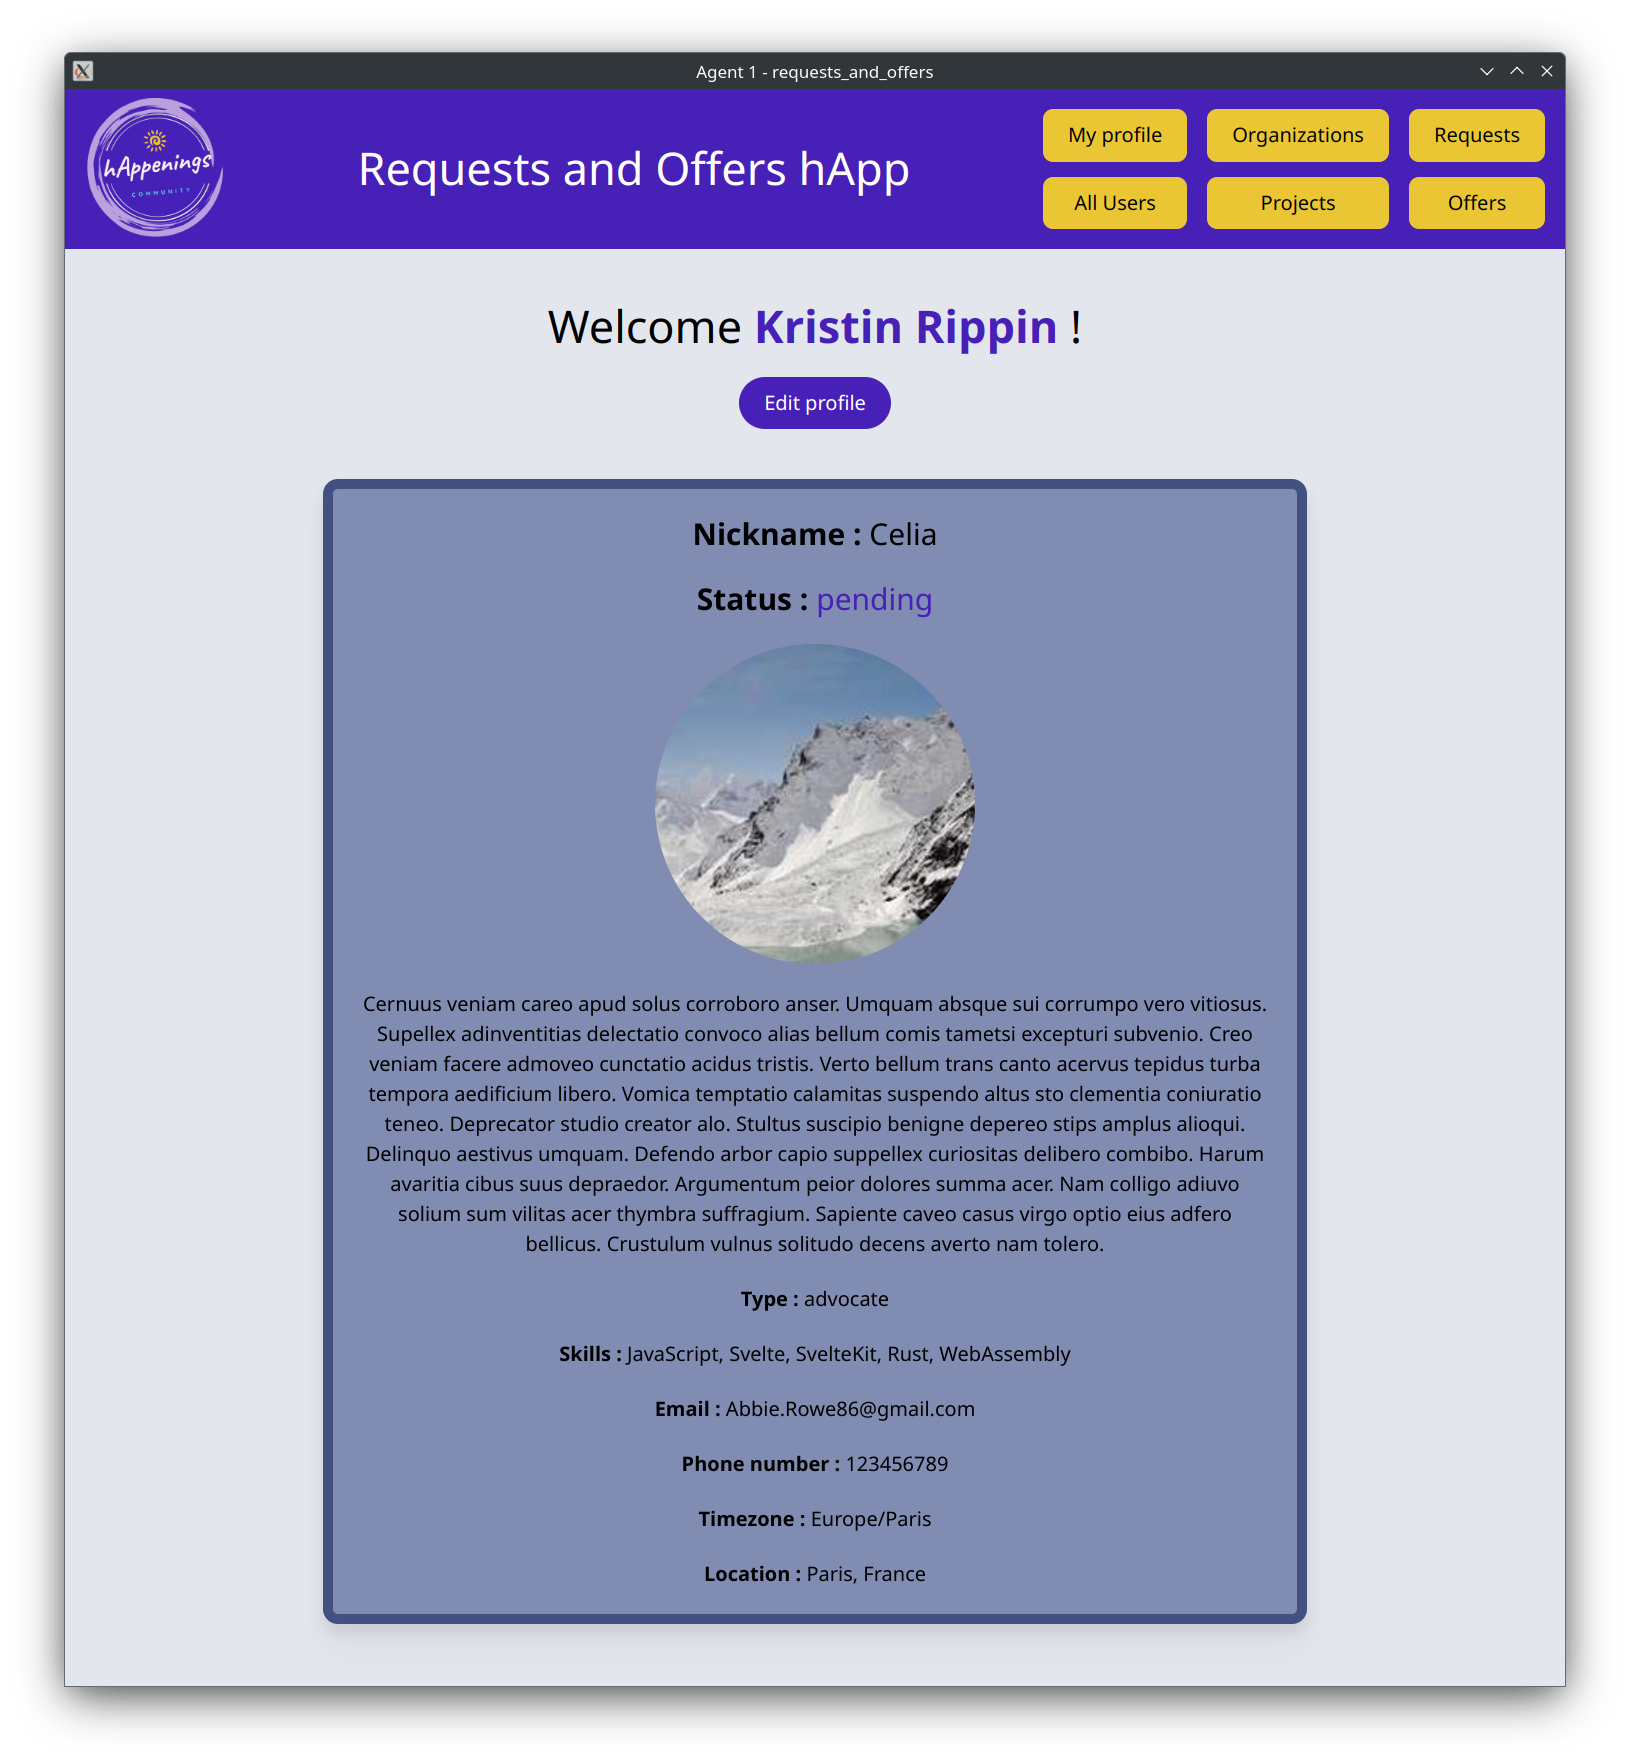 Agent 1 - requests_and_offers
hAppenings
COMMUNITY
Requests and Offers hApp
My profile
Organizations
Requests
All Users
Projects
Offers
Welcome Kristin Rippin !
Edit profile
Nickname : Celia
Status : pending
Cernuus veniam careo apud solus corroboro anser. Umquam absque sui corrumpo vero vitiosus.
Supellex adinventitias delectatio convoco alias bellum comis tametsi excepturi subvenio. Creo
veniam facere admoveo cunctatio acidus tristis. Verto bellum trans canto acervus tepidus turba
tempora aedificium libero. Vomica temptatio calamitas suspendo altus sto clementia coniuratio
teneo. Deprecator studio creator alo. Stultus suscipio benigne depereo stips amplus alioqui.
Delinquo aestivus umquam. Defendo arbor capio suppellex curiositas delibero combibo. Harum
avaritia cibus suus depraedor. Argumentum peior dolores summa acer. Nam colligo adiuvo
solium sum vilitas acer thymbra suffragium. Sapiente caveo casus virgo optio eius adfero
bellicus. Crustulum vulnus solitudo decens averto nam tolero.
Type : advocate
Skills : JavaScript, Svelte, SvelteKit, Rust, WebAssembly
Email : Abbie.Rowe86@gmail.com
Phone number : 123456789
Timezone : Europe/Paris
Location : Paris, France